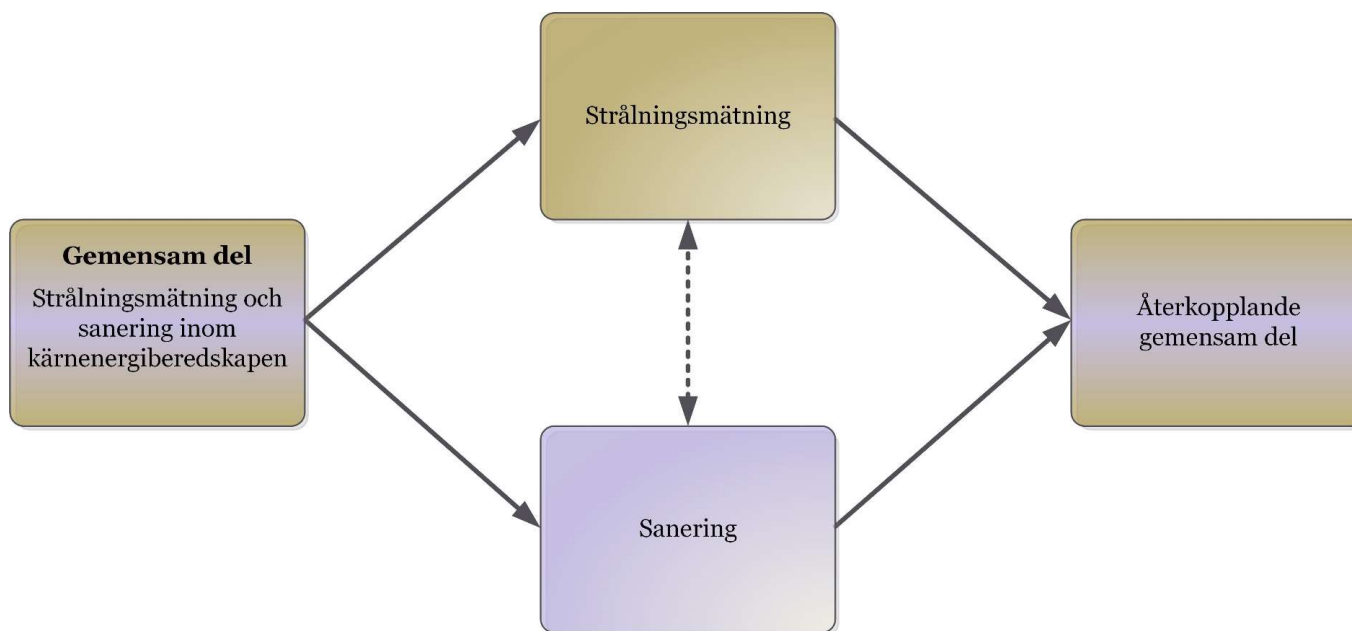 Gemensam del
Strålningsmätning och
sanering inom
kärnenergiberedskapen
Strålningsmätning
Sanering
Återkopplande
gemensam del